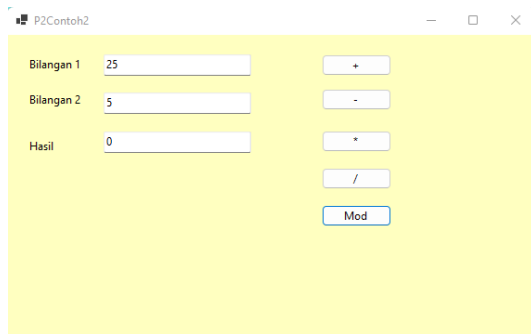 P2Contoh2
Bilangan 1 25 +
Bilangan 2 5 -
Hasil 0 *
/
Mod